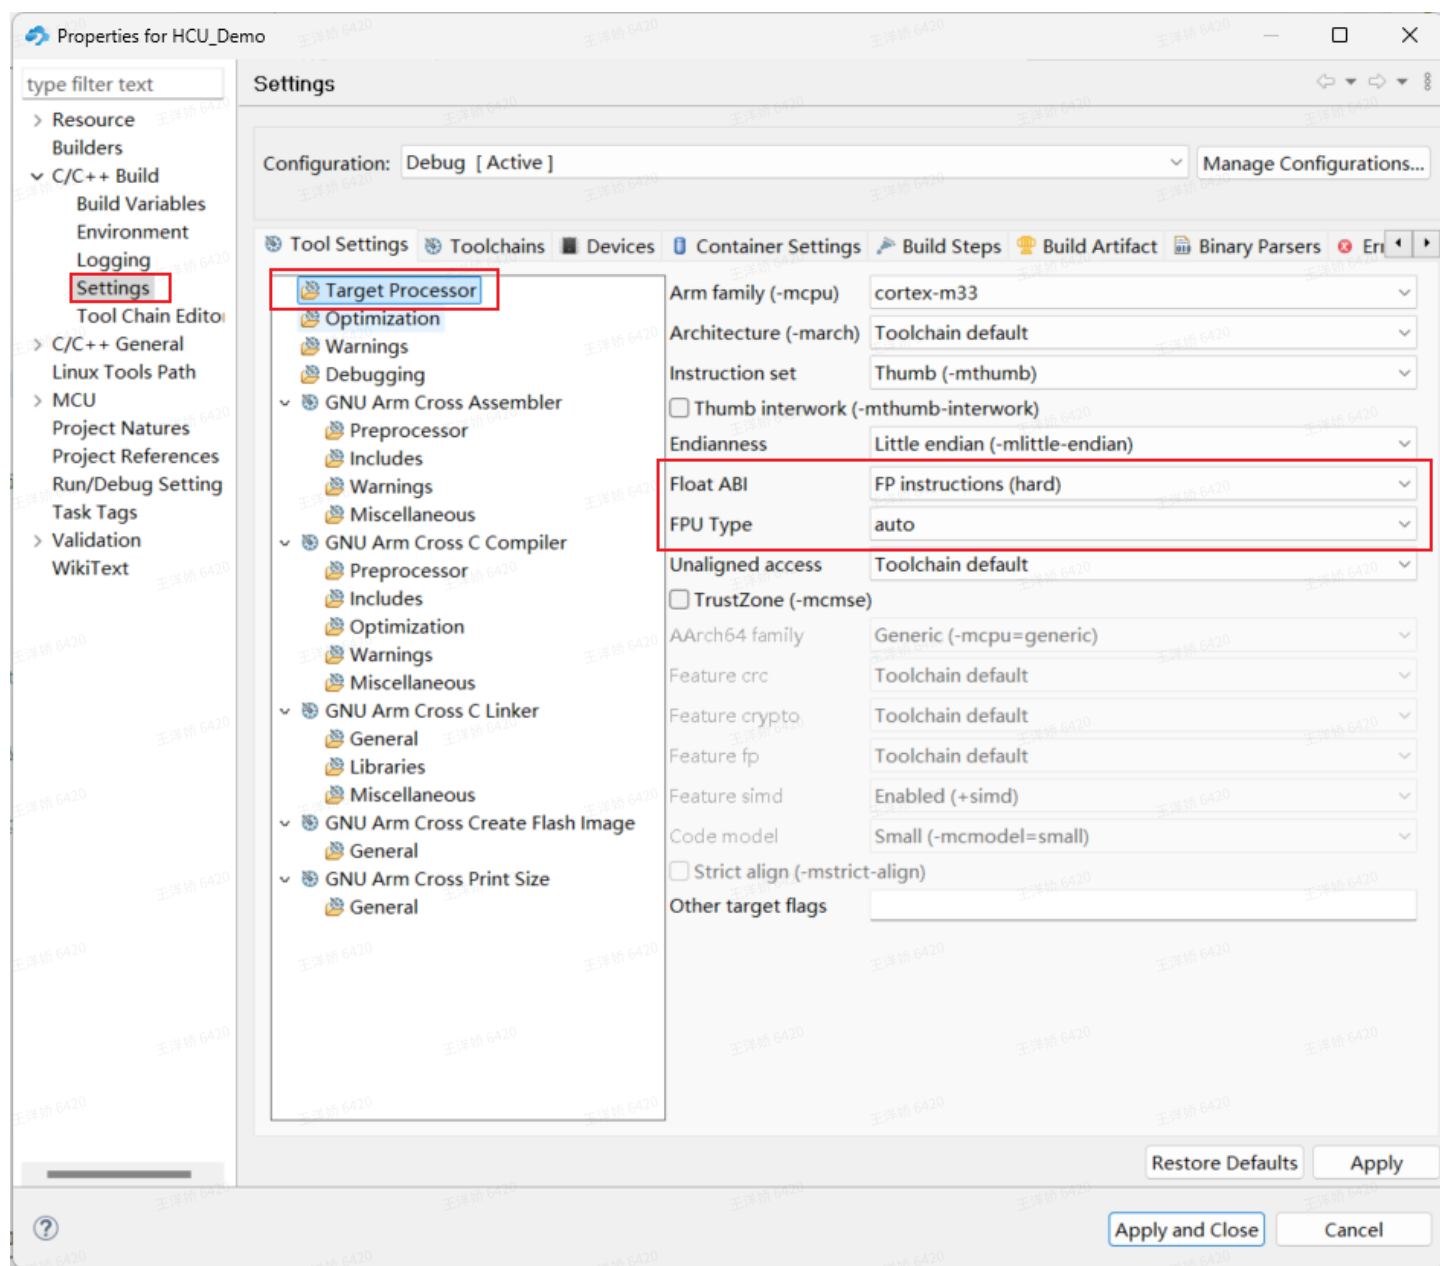 Properties for HCU_Demo
type filter text
Settings
Resource
Builders
C/C++ Build
Build Variables
Environment
Logging
Settings
Tool Chain Edito
C/C++ General
Linux Tools Path
MCU
Project Natures
Project References
Run/Debug Setting
Task Tags
Validation
WikiText
Configuration: Debug [ Active ]
Manage Configurations...
Tool Settings
Toolchains
Devices
Container Settings
Build Steps
Build Artifact
Binary Parsers
Err
Target Processor
Optimization
Warnings
Debugging
GNU Arm Cross Assembler
Preprocessor
Includes
Warnings
Miscellaneous
GNU Arm Cross C Compiler
Preprocessor
Includes
Optimization
Warnings
Miscellaneous
GNU Arm Cross C Linker
General
Libraries
Miscellaneous
GNU Arm Cross Create Flash Image
General
GNU Arm Cross Print Size
General
Arm family (-mcpu) cortex-m33
Architecture (-march) Toolchain default
Instruction set Thumb (-mthumb)
Thumb interwork (-mthumb-interwork)
Endianness Little endian (-mlittle-endian)
Float ABI FP instructions (hard)
FPU Type auto
Unaligned access Toolchain default
TrustZone (-mcmse)
AArch64 family Generic (-mcpu=generic)
Feature crc Toolchain default
Feature crypto Toolchain default
Feature fp Toolchain default
Feature simd Enabled (+simd)
Code model Small (-mcmodel=small)
Strict align (-mstrict-align)
Other target flags
Restore Defaults
Apply
Apply and Close
Cancel
王洋娇 6420